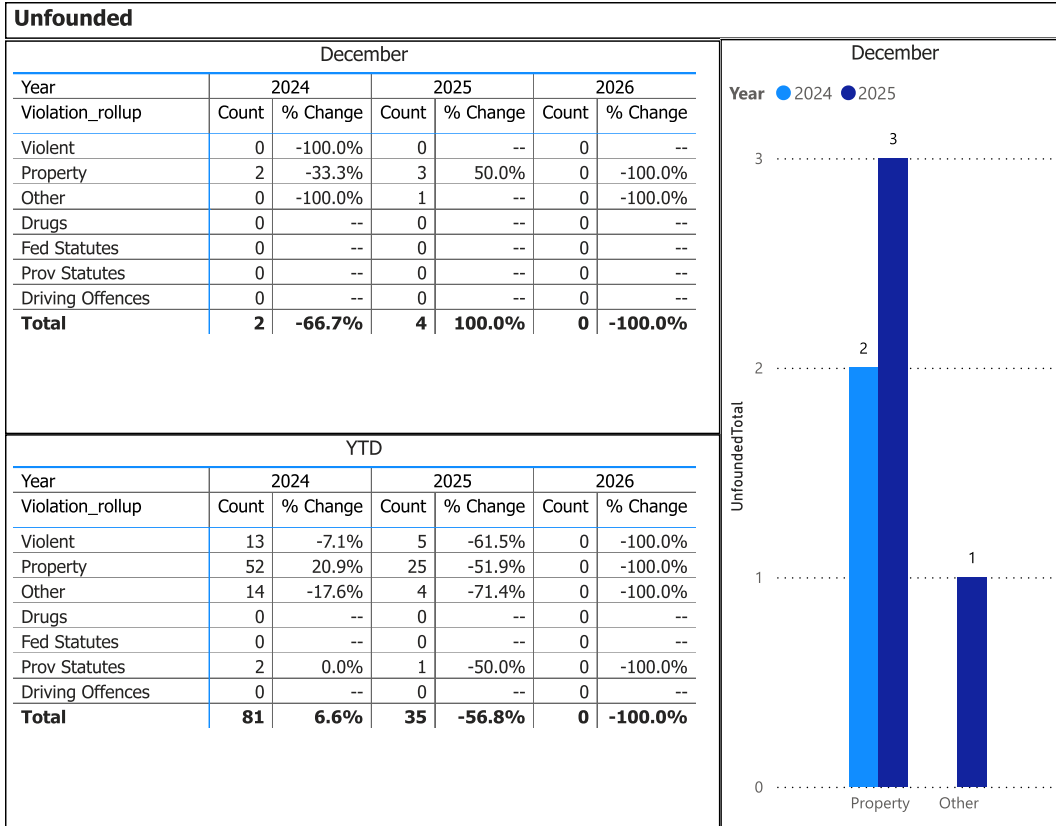 Unfounded
December
Year 2024 2025 2026
Violation_rollup Count % Change Count % Change Count % Change
Violent 0 -100.0% 0 -- 0 --
Property 2 -33.3% 3 50.0% 0 -100.0%
Other 0 -100.0% 1 -- 0 -100.0%
Drugs 0 -- 0 -- 0 --
Fed Statutes 0 -- 0 -- 0 --
Prov Statutes 0 -- 0 -- 0 --
Driving Offences 0 -- 0 -- 0 --
Total 2 -66.7% 4 100.0% 0 -100.0%
YTD
Year 2024 2025 2026
Violation_rollup Count % Change Count % Change Count % Change
Violent 13 -7.1% 5 -61.5% 0 -100.0%
Property 52 20.9% 25 -51.9% 0 -100.0%
Other 14 -17.6% 4 -71.4% 0 -100.0%
Drugs 0 -- 0 -- 0 --
Fed Statutes 0 -- 0 -- 0 --
Prov Statutes 2 0.0% 1 -50.0% 0 -100.0%
Driving Offences 0 -- 0 -- 0 --
Total 81 6.6% 35 -56.8% 0 -100.0%
December
Year 2024 2025
3
3
2
2
1
1
0
UnfoundedTotal
Property Other